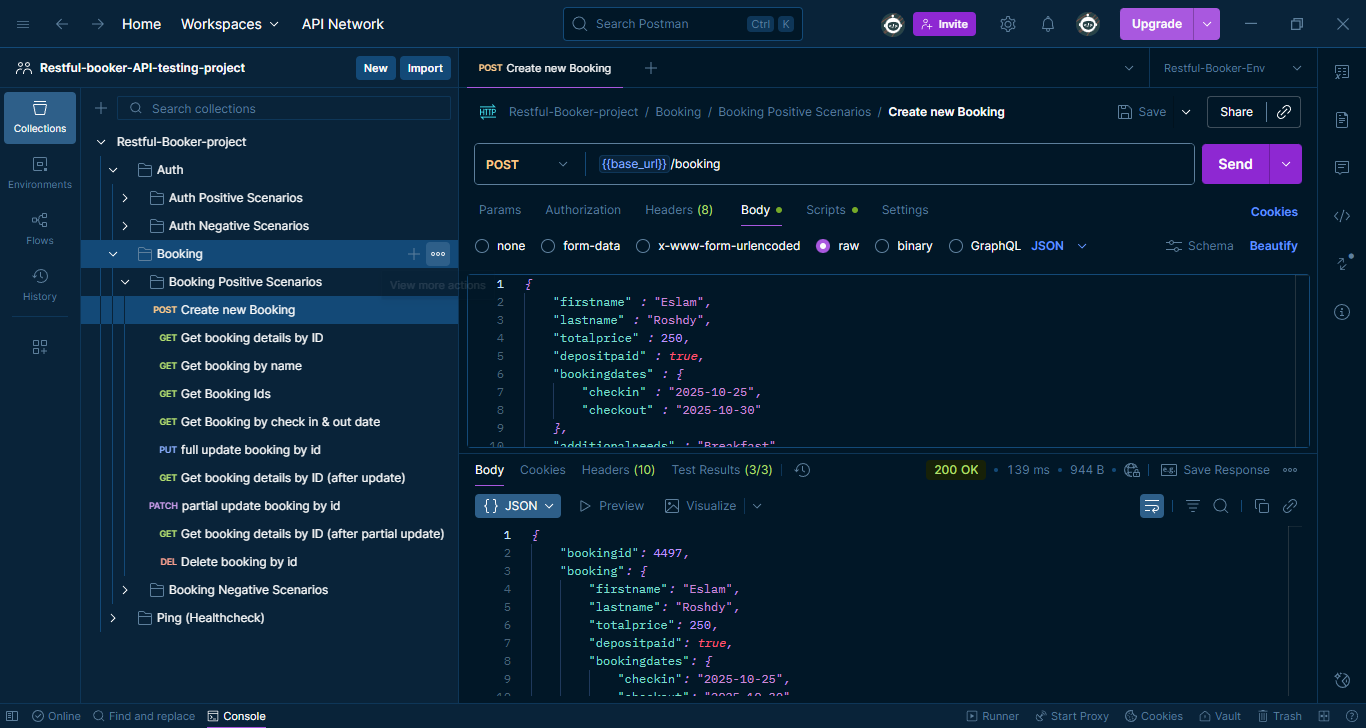 Home Workspaces API Network Search Postman Ctrl K Invite Upgrade
Restful-booker-API-testing-project New Import
POST Create new Booking Restful-Booker-Env
Collections
Environments
Flows
History
Search collections
Restful-Booker-project
Auth
Auth Positive Scenarios
Auth Negative Scenarios
Booking
Booking Positive Scenarios
View more actions
POST Create new Booking
GET Get booking details by ID
GET Get booking by name
GET Get Booking Ids
GET Get Booking by check in & out date
PUT full update booking by id
GET Get booking details by ID (after update)
PATCH partial update booking by id
GET Get booking details by ID (after partial update)
DEL Delete booking by id
Booking Negative Scenarios
Ping (Healthcheck)
HTTP Restful-Booker-project / Booking / Booking Positive Scenarios / Create new Booking Save Share
POST {{base_url}} /booking Send
Params Authorization Headers (8) Body Scripts Settings Cookies
none form-data x-www-form-urlencoded raw binary GraphQL JSON Schema Beautify
1 {
2 "firstname" : "Eslam",
3 "lastname" : "Roshdy",
4 "totalprice" : 250,
5 "depositpaid" : true,
6 "bookingdates" : {
7 "checkin" : "2025-10-25",
8 "checkout" : "2025-10-30"
9 },
10 "additionalneeds" : "Breakfast"
Body Cookies Headers (10) Test Results (3/3) 200 OK 139 ms 944 B e.g. Save Response
{} JSON Preview Visualize
1 {
2 "bookingid": 4497,
3 "booking": {
4 "firstname": "Eslam",
5 "lastname": "Roshdy",
6 "totalprice": 250,
7 "depositpaid": true,
8 "bookingdates": {
9 "checkin": "2025-10-25",
10 "checkout": "2025-10-30"
Online Find and replace Console Runner Start Proxy Cookies Vault Trash